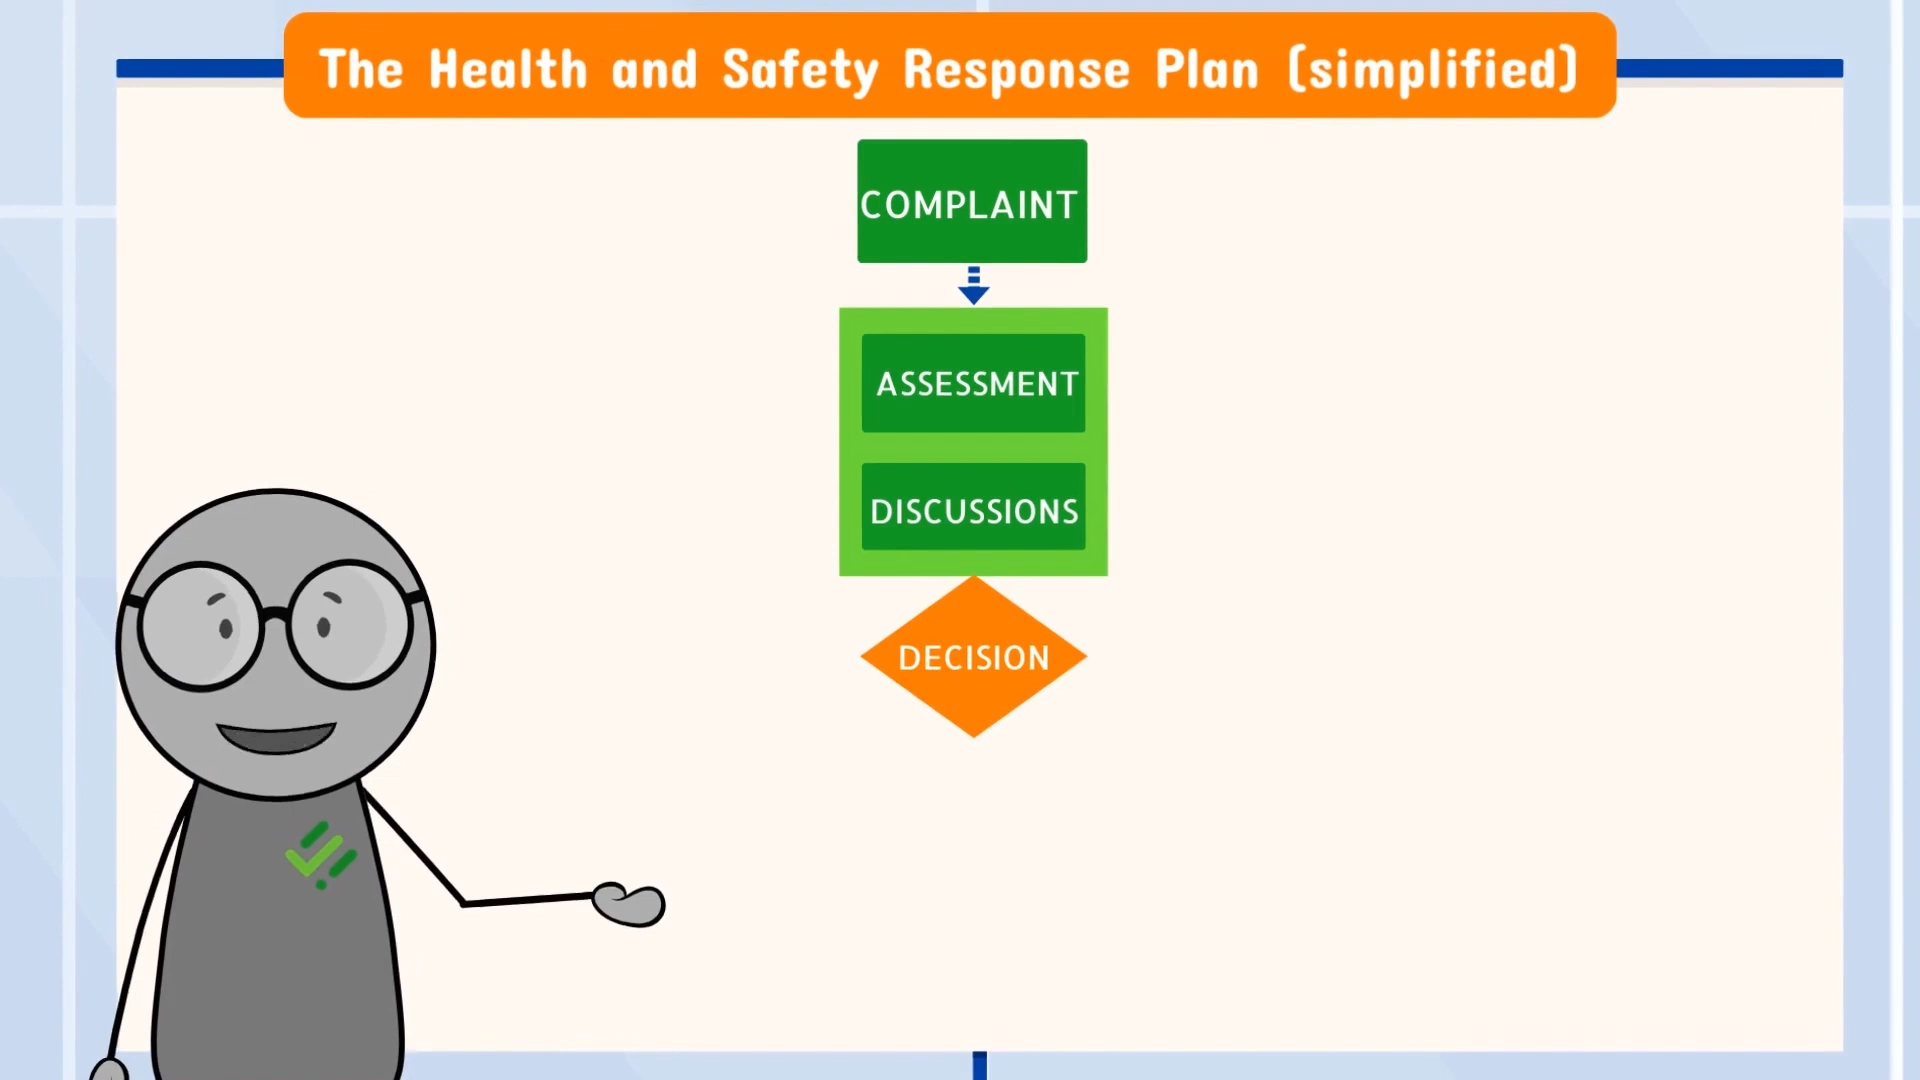 The Health and Safety Response Plan (simplified)
COMPLAINT
ASSESSMENT
DISCUSSIONS
DECISION